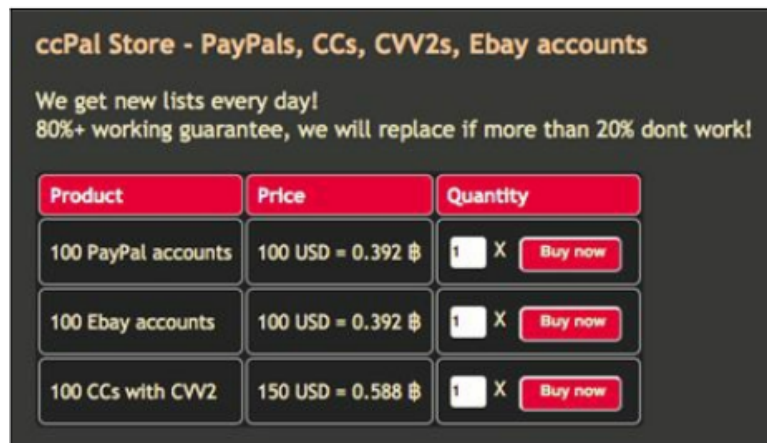 ccPal Store - PayPals, CCs, CVV2s, Ebay accounts
We get new lists every day!
80%+ working guarantee, we will replace if more than 20% dont work!
Product Price Quantity
100 PayPal accounts 100 USD = 0.392 ฿ 1 X Buy now
100 Ebay accounts 100 USD = 0.392 ฿ 1 X Buy now
100 CCs with CVV2 150 USD = 0.588 ฿ 1 X Buy now